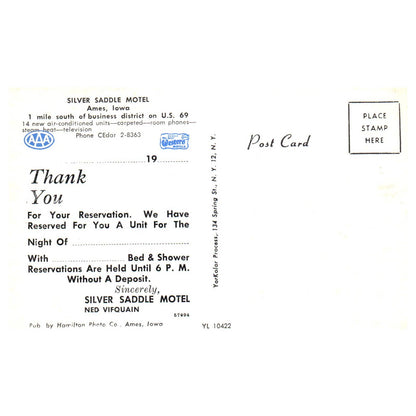 SILVER SADDLE MOTEL
Ames, Iowa
1 mile south of business district on U.S. 69
14 new air-conditioned units—carpeted—room phones—
steam heat—television
Phone CEdar 2-8363
AAA
Western
19
Thank
You
For Your Reservation. We Have
Reserved For You A Unit For The
Night Of
With Bed & Shower
Reservations Are Held Until 6 P. M.
Without A Deposit.
Sincerely,
SILVER SADDLE MOTEL
NED VIFQUAIN
67494
Pub. by Hamilton Photo Co., Ames, Iowa
YL 10422
YorKolor Process, 134 Spring St., N. Y. 12, N. Y.
Post Card
PLACE
STAMP
HERE